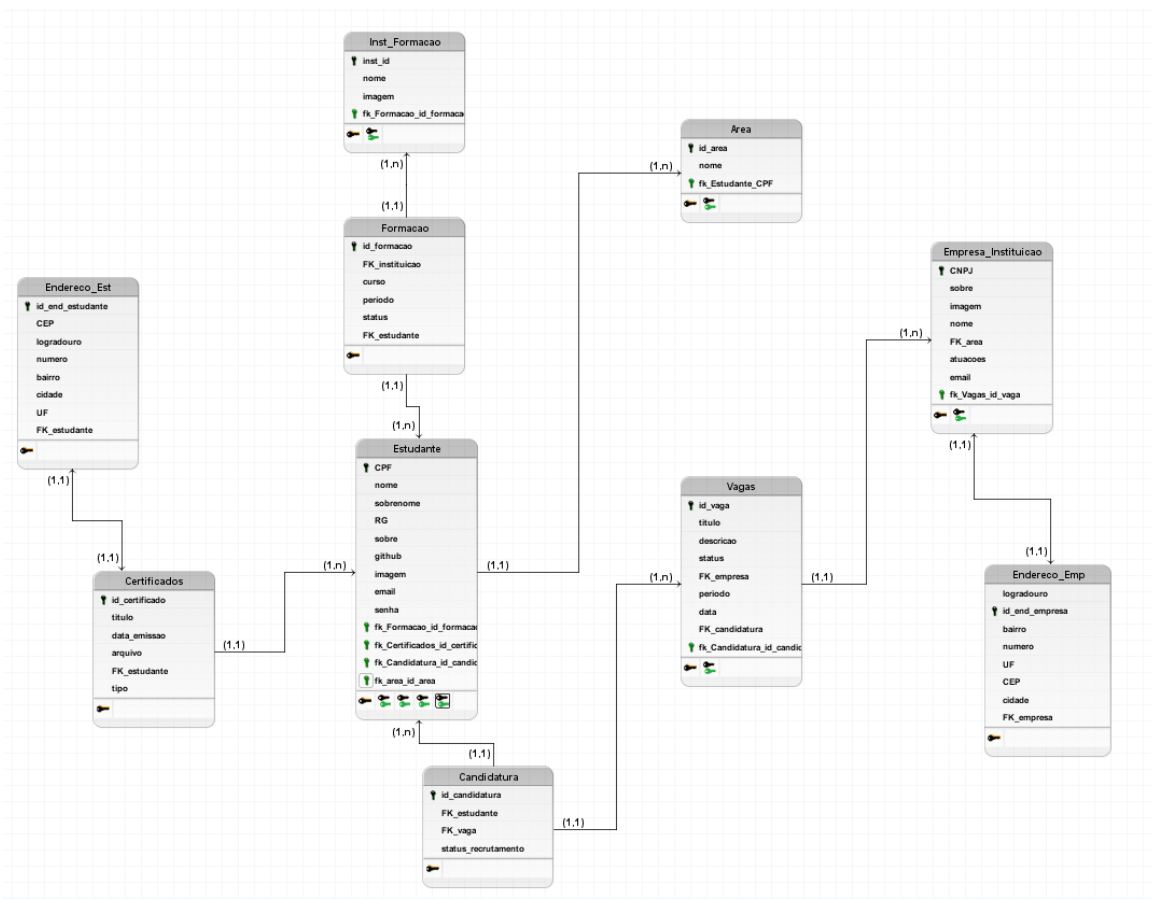 Inst_Formacao
inst_id
nome
imagem
fk_Formacao_id_formaca
(1,n)
(1,1)
Formacao
id_formacao
FK_instituicao
curso
periodo
status
FK_estudante
(1,1)
(1,n)
Area
id_area
nome
fk_Estudante_CPF
(1,n)
Empresa_Instituicao
CNPJ
sobre
imagem
nome
FK_area
atuacoes
email
fk_Vagas_id_vaga
(1,n)
(1,1)
Endereco_Est
id_end_estudante
CEP
logradouro
numero
bairro
cidade
UF
FK_estudante
(1,1)
(1,1)
Estudante
CPF
nome
sobrenome
RG
sobre
github
imagem
email
senha
fk_Formacao_id_formacao
fk_Certificados_id_certific
fk_Candidatura_id_candic
fk_area_id_area
(1,n)
(1,1)
(1,n)
(1,1)
Certificados
id_certificado
titulo
data_emissao
arquivo
FK_estudante
tipo
(1,1)
Vagas
id_vaga
titulo
descricao
status
FK_empresa
periodo
data
FK_candidatura
fk_Candidatura_id_candic
(1,n)
(1,1)
(1,1)
Endereco_Emp
logradouro
id_end_empresa
bairro
numero
UF
CEP
cidade
FK_empresa
Candidatura
id_candidatura
FK_estudante
FK_vaga
status_recrutamento
(1,1)